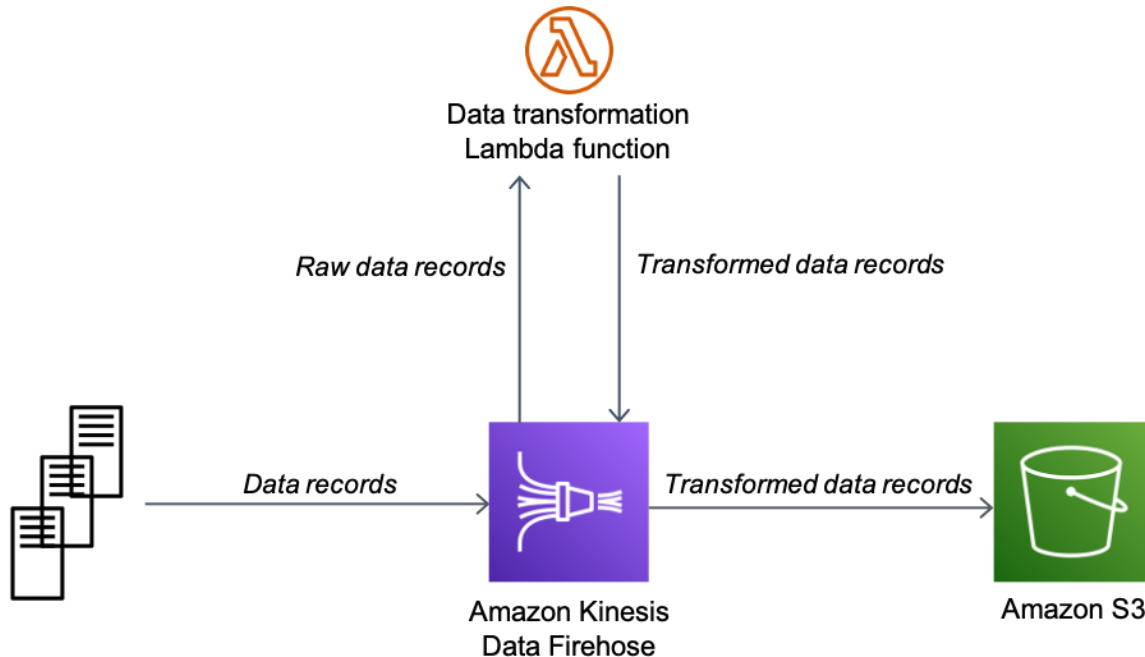 Data transformation
Lambda function
Raw data records
Transformed data records
Data records
Transformed data records
Amazon Kinesis
Data Firehose
Amazon S3